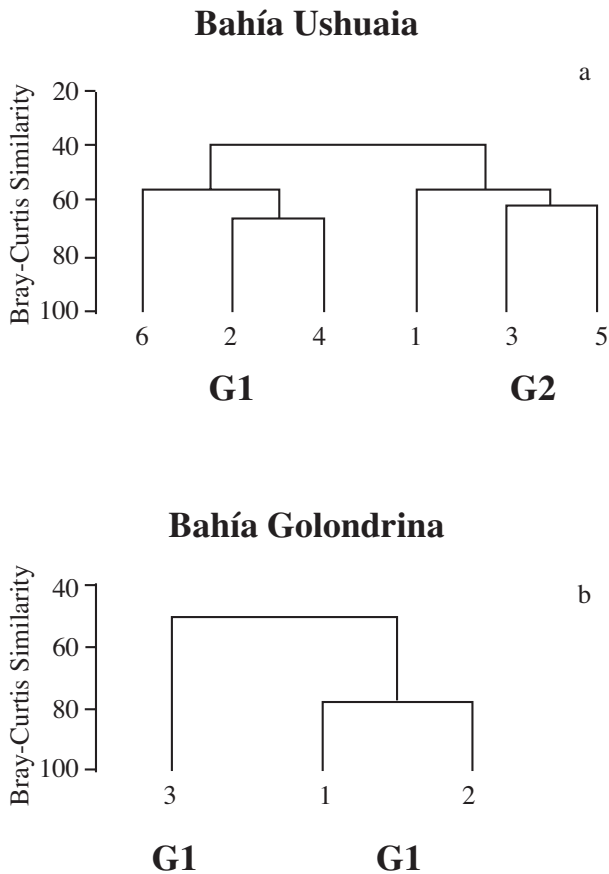 Bahía Ushuaia
a
Bray-Curtis Similarity
20
40
60
80
100
6 2 4 1 3 5
G1 G2
Bahía Golondrina
b
Bray-Curtis Similarity
40
60
80
100
3 1 2
G1 G1